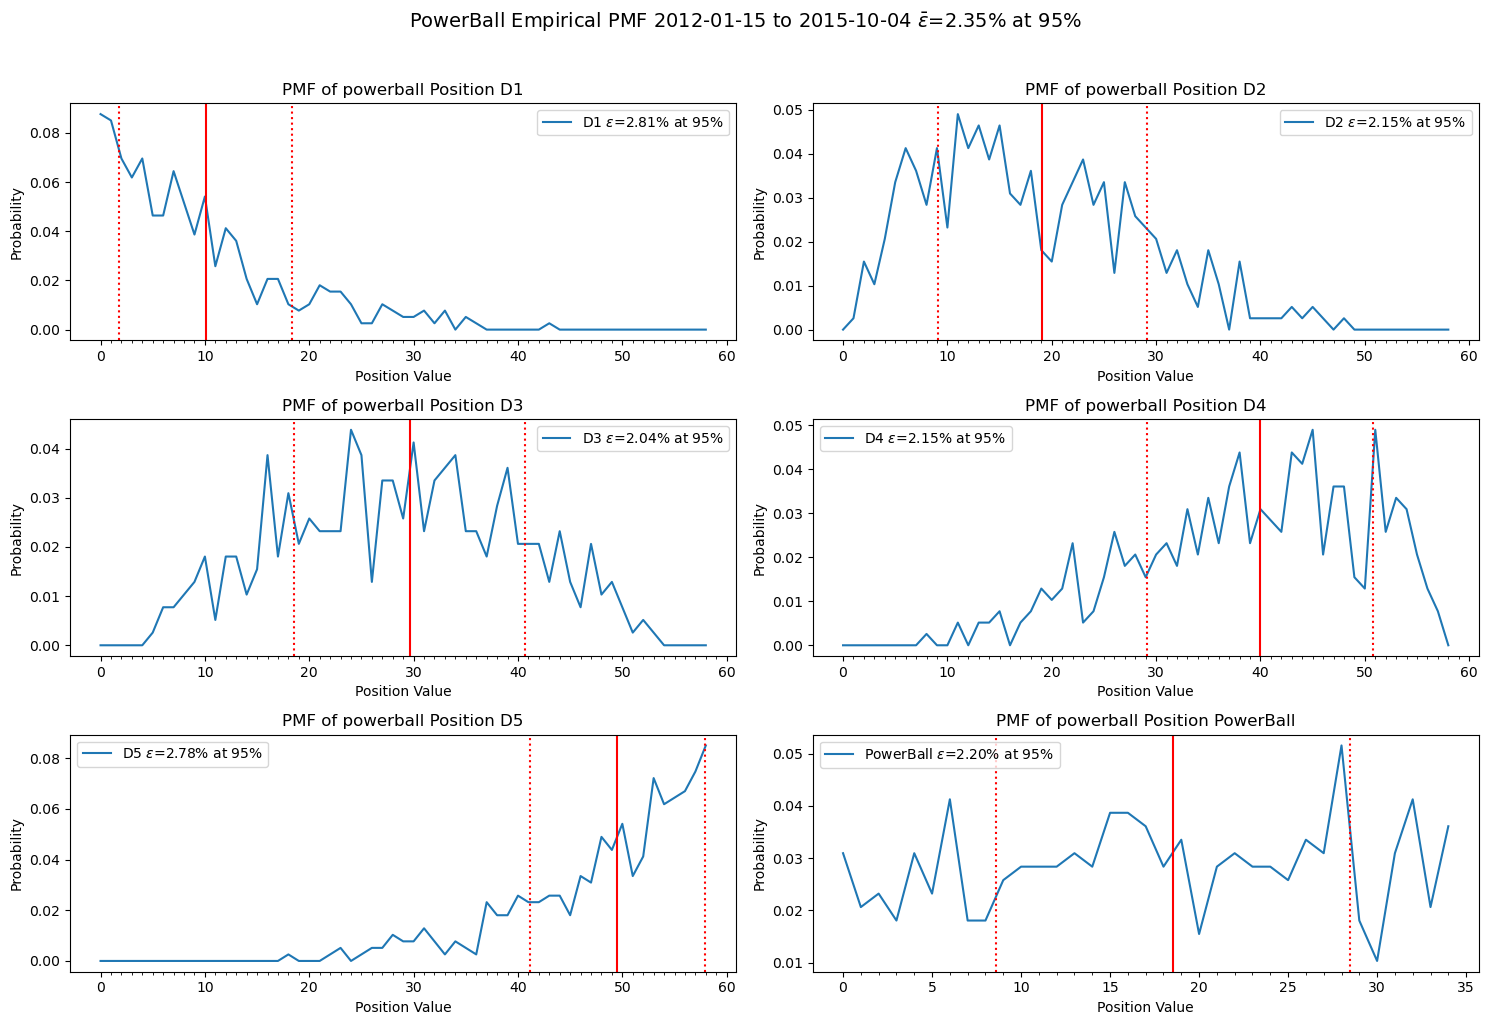 PowerBall Empirical PMF 2012-01-15 to 2015-10-04 ε̄=2.35% at 95%
PMF of powerball Position D1
D1 ε=2.81% at 95%
Probability
0.08
0.06
0.04
0.02
0.00
0 10 20 30 40 50 60
Position Value
PMF of powerball Position D2
D2 ε=2.15% at 95%
Probability
0.05
0.04
0.03
0.02
0.01
0.00
0 10 20 30 40 50 60
Position Value
PMF of powerball Position D3
D3 ε=2.04% at 95%
Probability
0.04
0.03
0.02
0.01
0.00
0 10 20 30 40 50 60
Position Value
PMF of powerball Position D4
D4 ε=2.15% at 95%
Probability
0.05
0.04
0.03
0.02
0.01
0.00
0 10 20 30 40 50 60
Position Value
PMF of powerball Position D5
D5 ε=2.78% at 95%
Probability
0.08
0.06
0.04
0.02
0.00
0 10 20 30 40 50 60
Position Value
PMF of powerball Position PowerBall
PowerBall ε=2.20% at 95%
Probability
0.05
0.04
0.03
0.02
0.01
0 5 10 15 20 25 30 35
Position Value